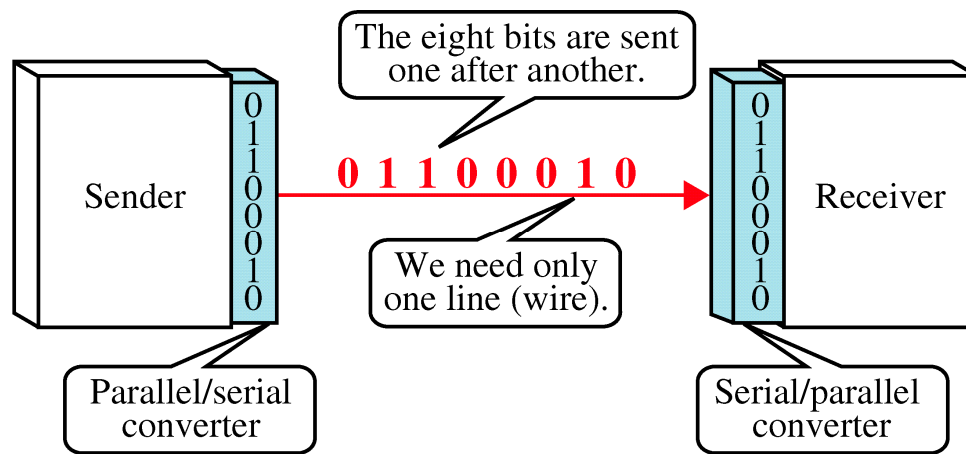 The eight bits are sent
one after another.
0
1
1
0
0
0
1
0
Sender
0 1 1 0 0 0 1 0
0
1
1
0
0
0
1
0
Receiver
We need only
one line (wire).
Parallel/serial
converter
Serial/parallel
converter